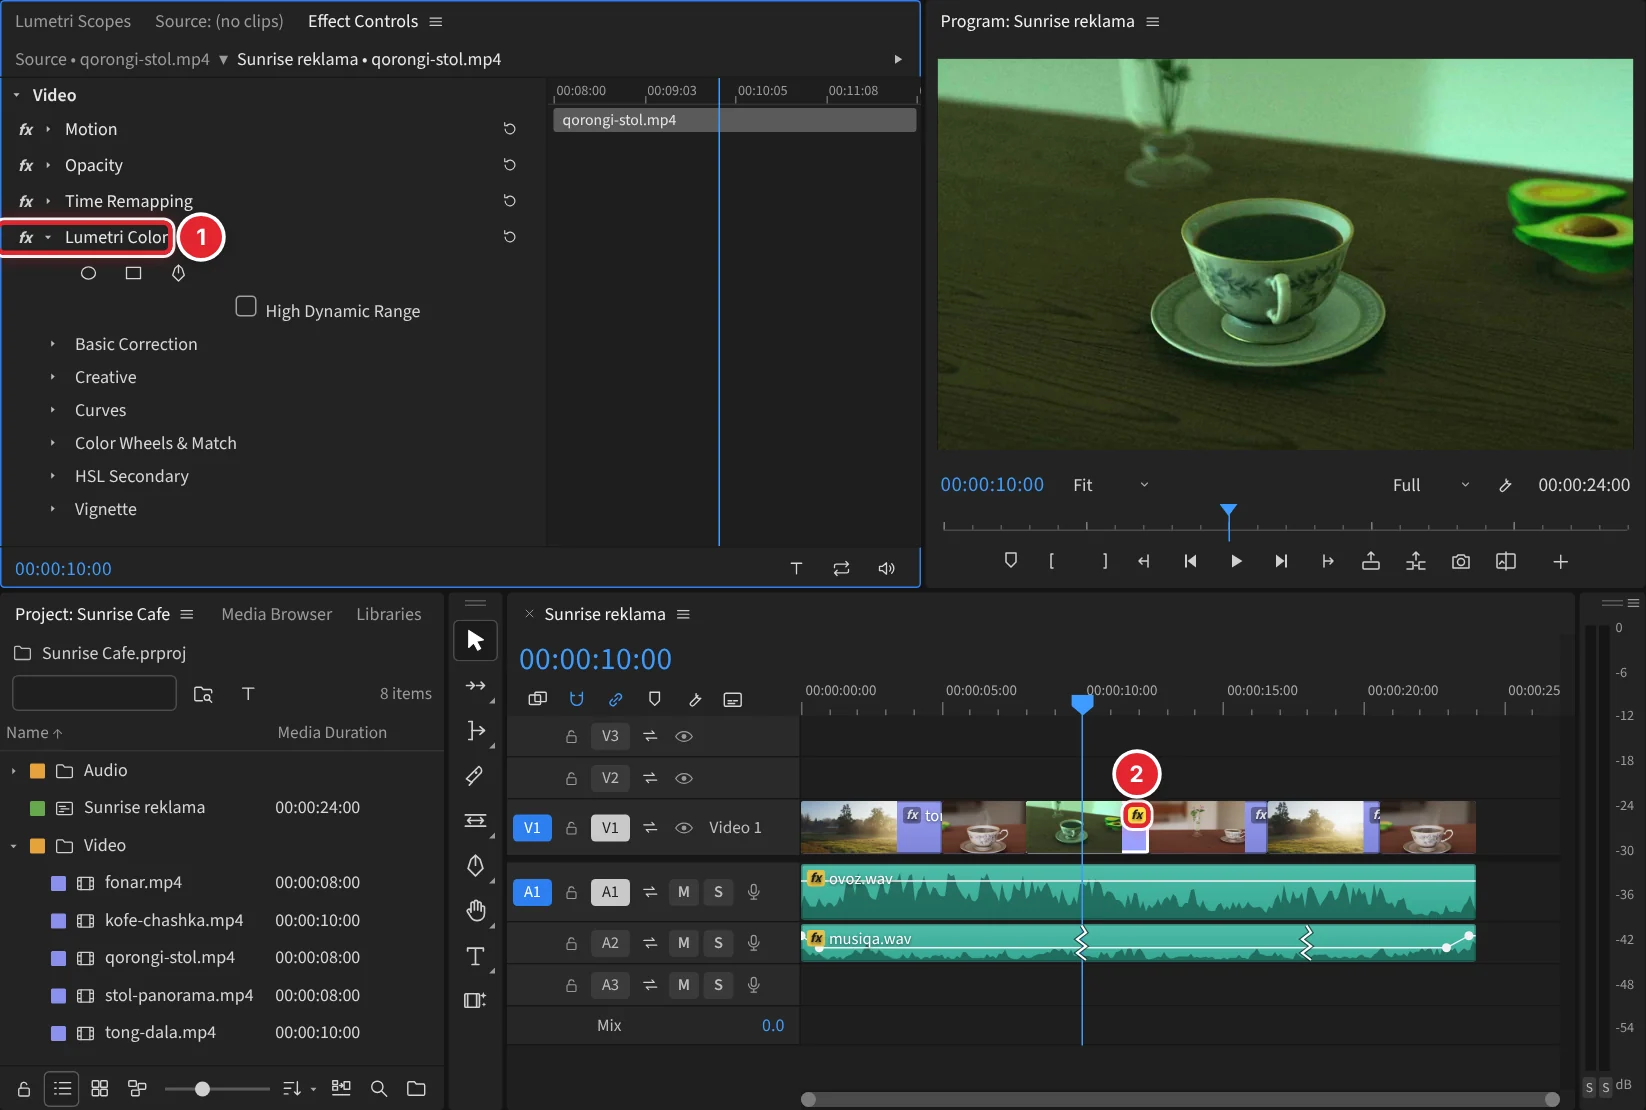 Lumetri Scopes Source: (no clips) Effect Controls
Source • qorongi-stol.mp4 Sunrise reklama • qorongi-stol.mp4
Video
fx Motion
fx Opacity
fx Time Remapping
fx Lumetri Color 1
High Dynamic Range
Basic Correction
Creative
Curves
Color Wheels & Match
HSL Secondary
Vignette
00:00:10:00
00:08:00 00:09:03 00:10:05 00:11:08
qorongi-stol.mp4
Program: Sunrise reklama
00:00:10:00 Fit Full 00:00:24:00
Project: Sunrise Cafe Media Browser Libraries
Sunrise Cafe.prproj
8 items
Name Media Duration
Audio
Sunrise reklama 00:00:24:00
Video
fonar.mp4 00:00:08:00
kofe-chashka.mp4 00:00:10:00
qorongi-stol.mp4 00:00:08:00
stol-panorama.mp4 00:00:08:00
tong-dala.mp4 00:00:10:00
Sunrise reklama
00:00:10:00
00:00:00:00 00:00:05:00 00:00:10:00 00:00:15:00 00:00:20:00 00:00:25
V3
V2
2
V1 V1 Video 1
fx fx fx
A1 A1 M S
fx ovoz.wav
A2 M S
fx musiqa.wav
A3 M S
Mix 0.0
0
-6
-12
-18
-24
-30
-36
-42
-48
-54
S S dB